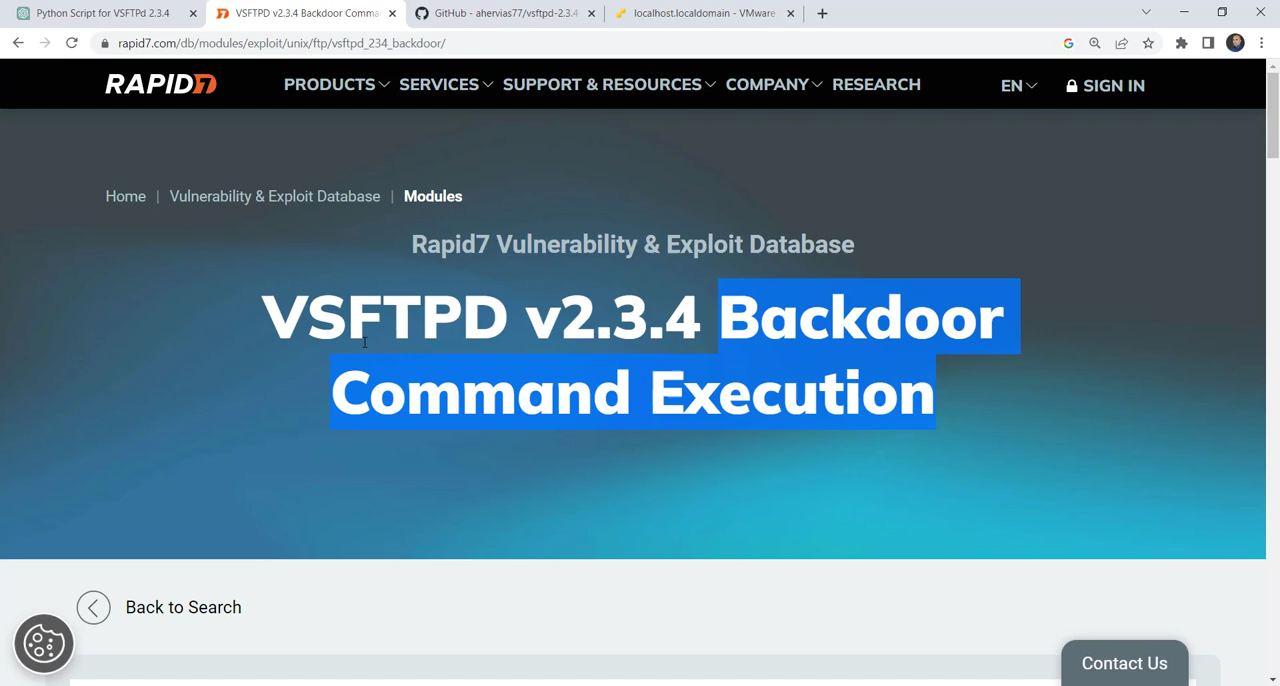 Python Script for VSFTPd 2.3.4
VSFTPD v2.3.4 Backdoor Comma
GitHub - ahervias77/vsftpd-2.3.4
localhost.localdomain - VMware
rapid7.com/db/modules/exploit/unix/ftp/vsftpd_234_backdoor/
RAPID7
PRODUCTS
SERVICES
SUPPORT & RESOURCES
COMPANY
RESEARCH
EN
SIGN IN
Home | Vulnerability & Exploit Database | Modules
Rapid7 Vulnerability & Exploit Database
VSFTPD v2.3.4 Backdoor
Command Execution
Back to Search
Contact Us